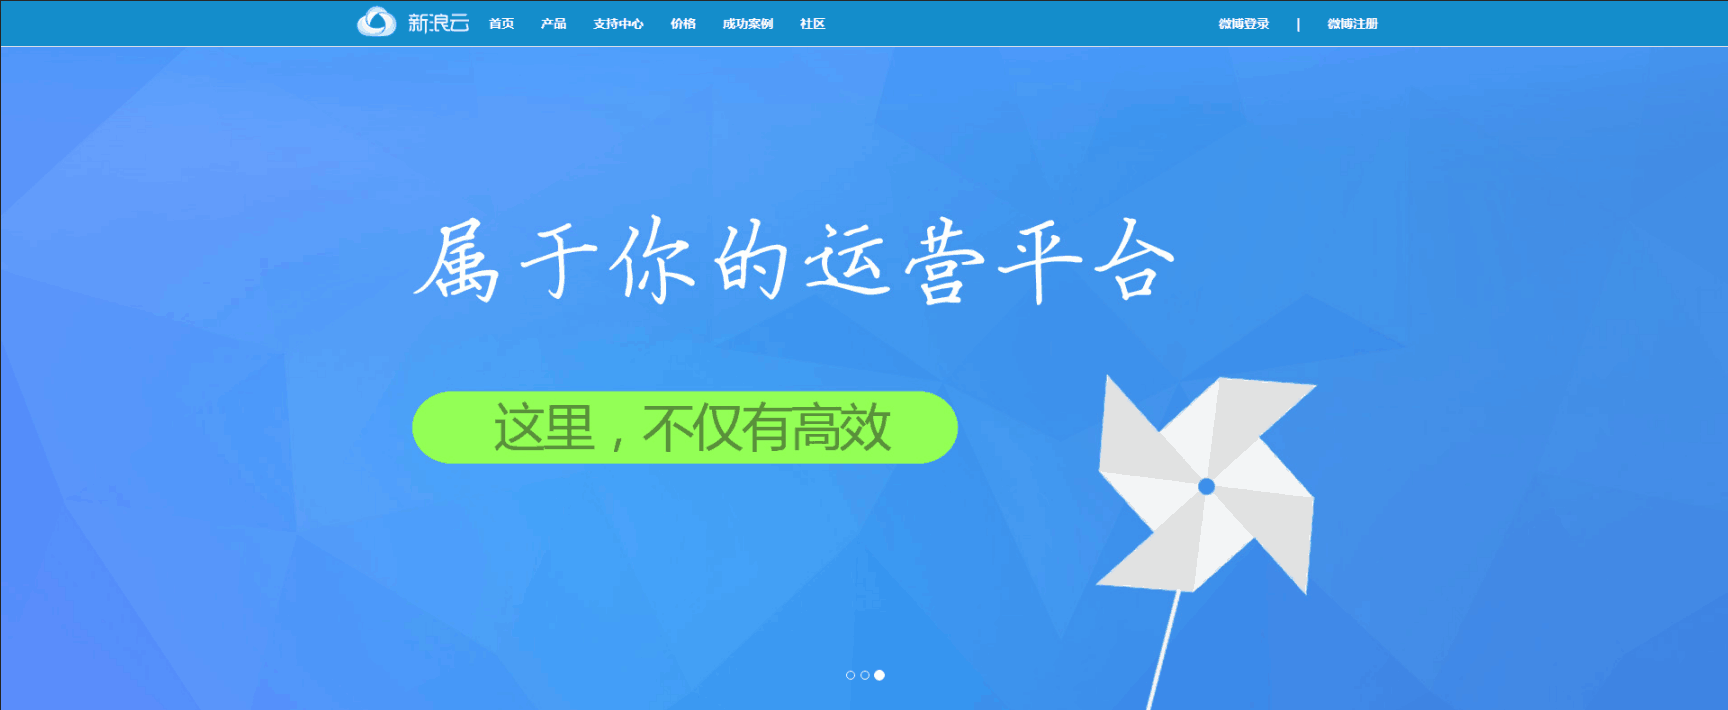 新浪云 首页 产品 支持中心 价格 成功案例 社区 微博登录 | 微博注册
属于你的运营平台
这里，不仅有高效